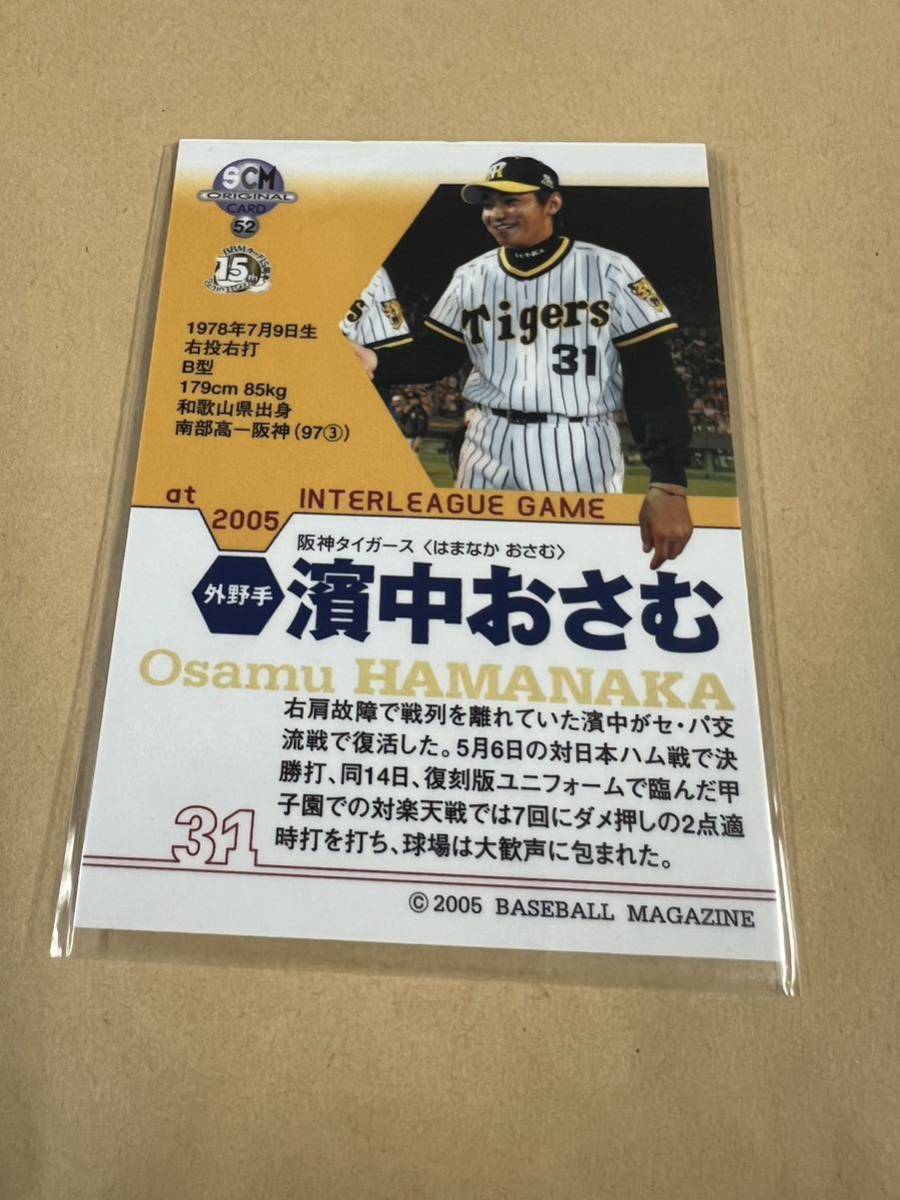 SCM
ORIGINAL
CARD
52
15th
1978年7月9日生
右投右打
B型
179cm 85kg
和歌山県出身
南部高ー阪神(97③)
Tigers
31
at 2005 INTERLEAGUE GAME
阪神タイガース〈はまなか おさむ〉
外野手 濱中おさむ
Osamu HAMANAKA
右肩故障で戦列を離れていた濱中がセ・パ交
流戦で復活した。5月6日の対日本ハム戦で決
勝打、同14日、復刻版ユニフォームで臨んだ甲
子園での対楽天戦では7回にダメ押しの2点適
時打を打ち、球場は大歓声に包まれた。
31
© 2005 BASEBALL MAGAZINE